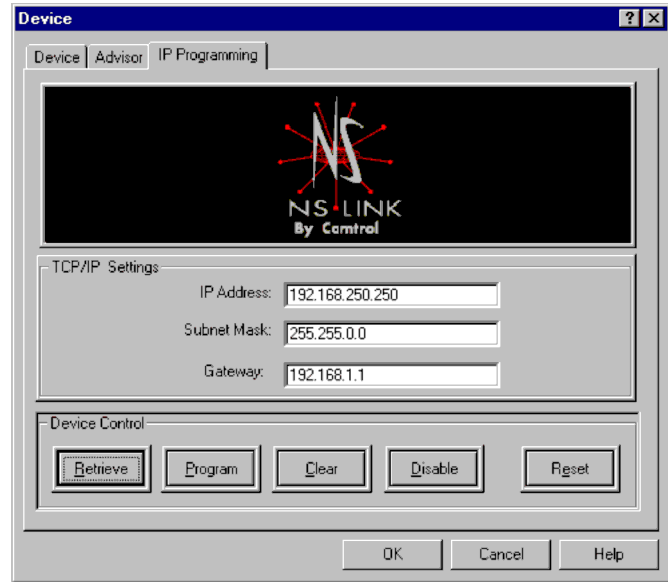 Device
Device Advisor IP Programming
NS
NS LINK
By Comtrol
TCP/IP Settings
IP Address: 192.168.250.250
Subnet Mask: 255.255.0.0
Gateway: 192.168.1.1
Device Control
Retrieve Program Clear Disable Reset
OK Cancel Help